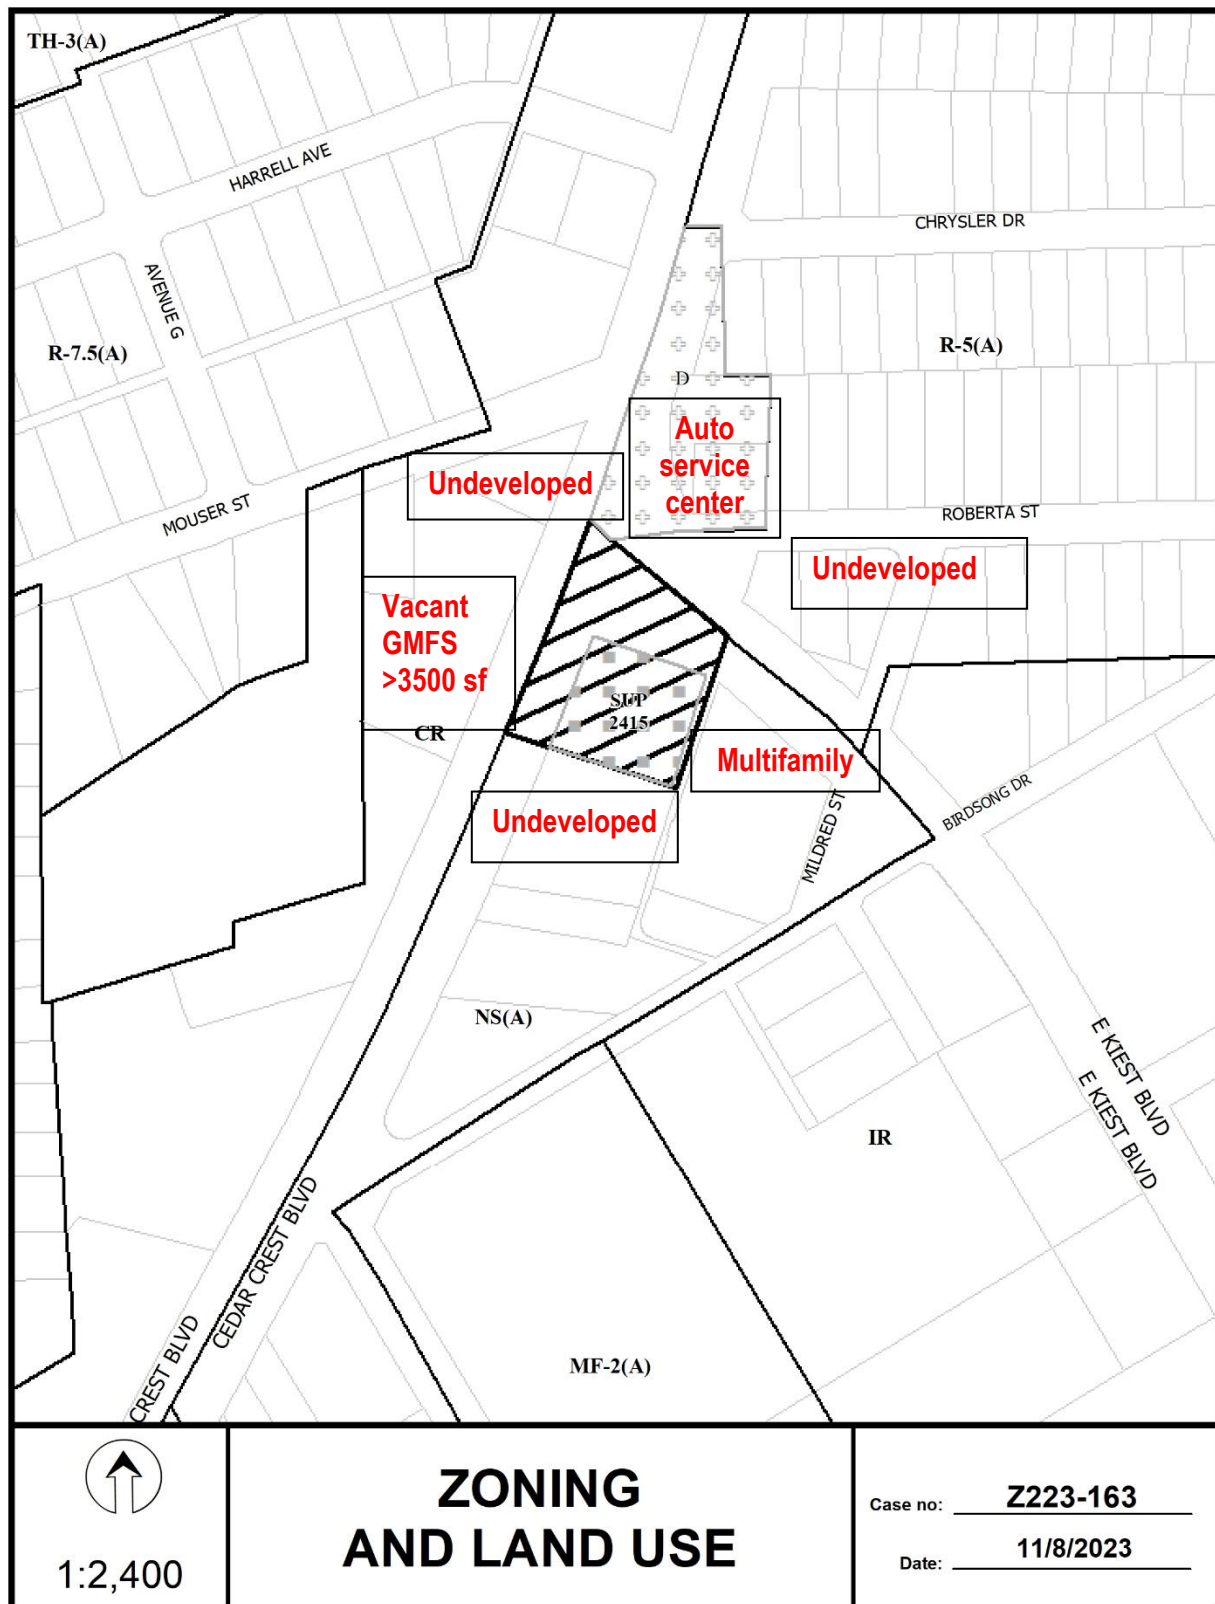 TH-3(A)
HARRELL AVE
CHRYSLER DR
AVENUE G
R-7.5(A)
R-5(A)
D
Auto
service
center
Undeveloped
MOUSER ST
ROBERTA ST
Undeveloped
Vacant
GMFS
>3500 sf
SUP
2415
CR
Multifamily
Undeveloped
MILDRED ST
BIRDSONG DR
NS(A)
E KIEST BLVD
E KIEST BLVD
IR
CEDAR CREST BLVD
CREST BLVD
MF-2(A)
1:2,400
ZONING
AND LAND USE
Case no: Z223-163
Date: 11/8/2023